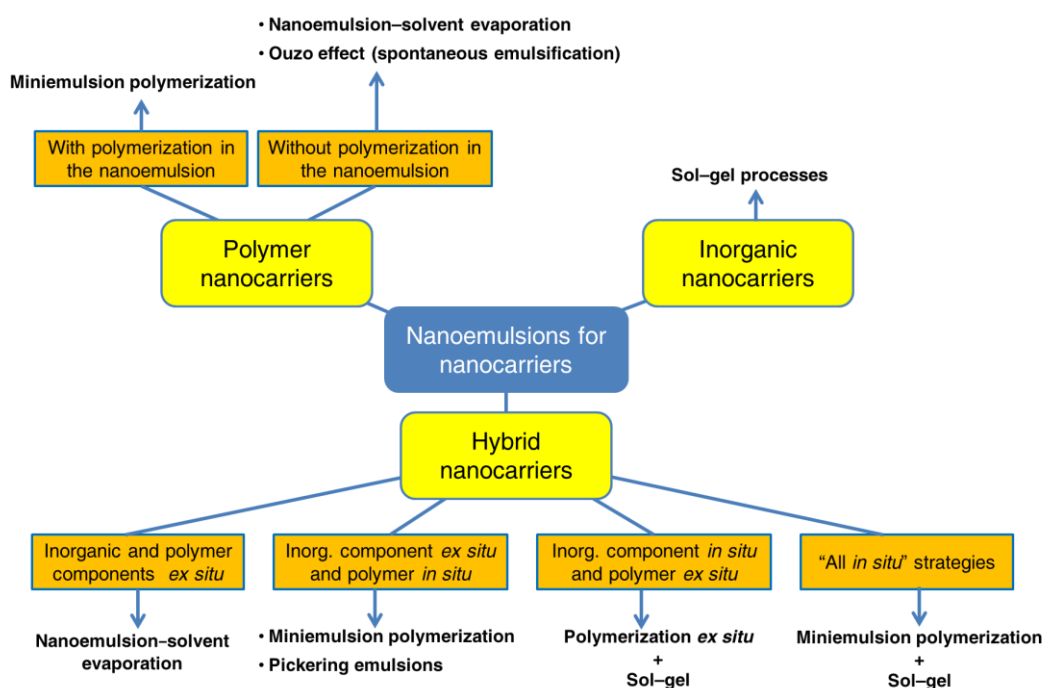 • Nanoemulsion–solvent evaporation
• Ouzo effect (spontaneous emulsification)
Miniemulsion polymerization
With polymerization in
the nanoemulsion
Without polymerization in
the nanoemulsion
Sol–gel processes
Polymer
nanocarriers
Inorganic
nanocarriers
Nanoemulsions for
nanocarriers
Hybrid
nanocarriers
Inorganic and polymer
components ex situ
Inorg. component ex situ
and polymer in situ
Inorg. component in situ
and polymer ex situ
“All in situ” strategies
Nanoemulsion–solvent
evaporation
• Miniemulsion polymerization
• Pickering emulsions
Polymerization ex situ
+
Sol–gel
Miniemulsion polymerization
+
Sol–gel